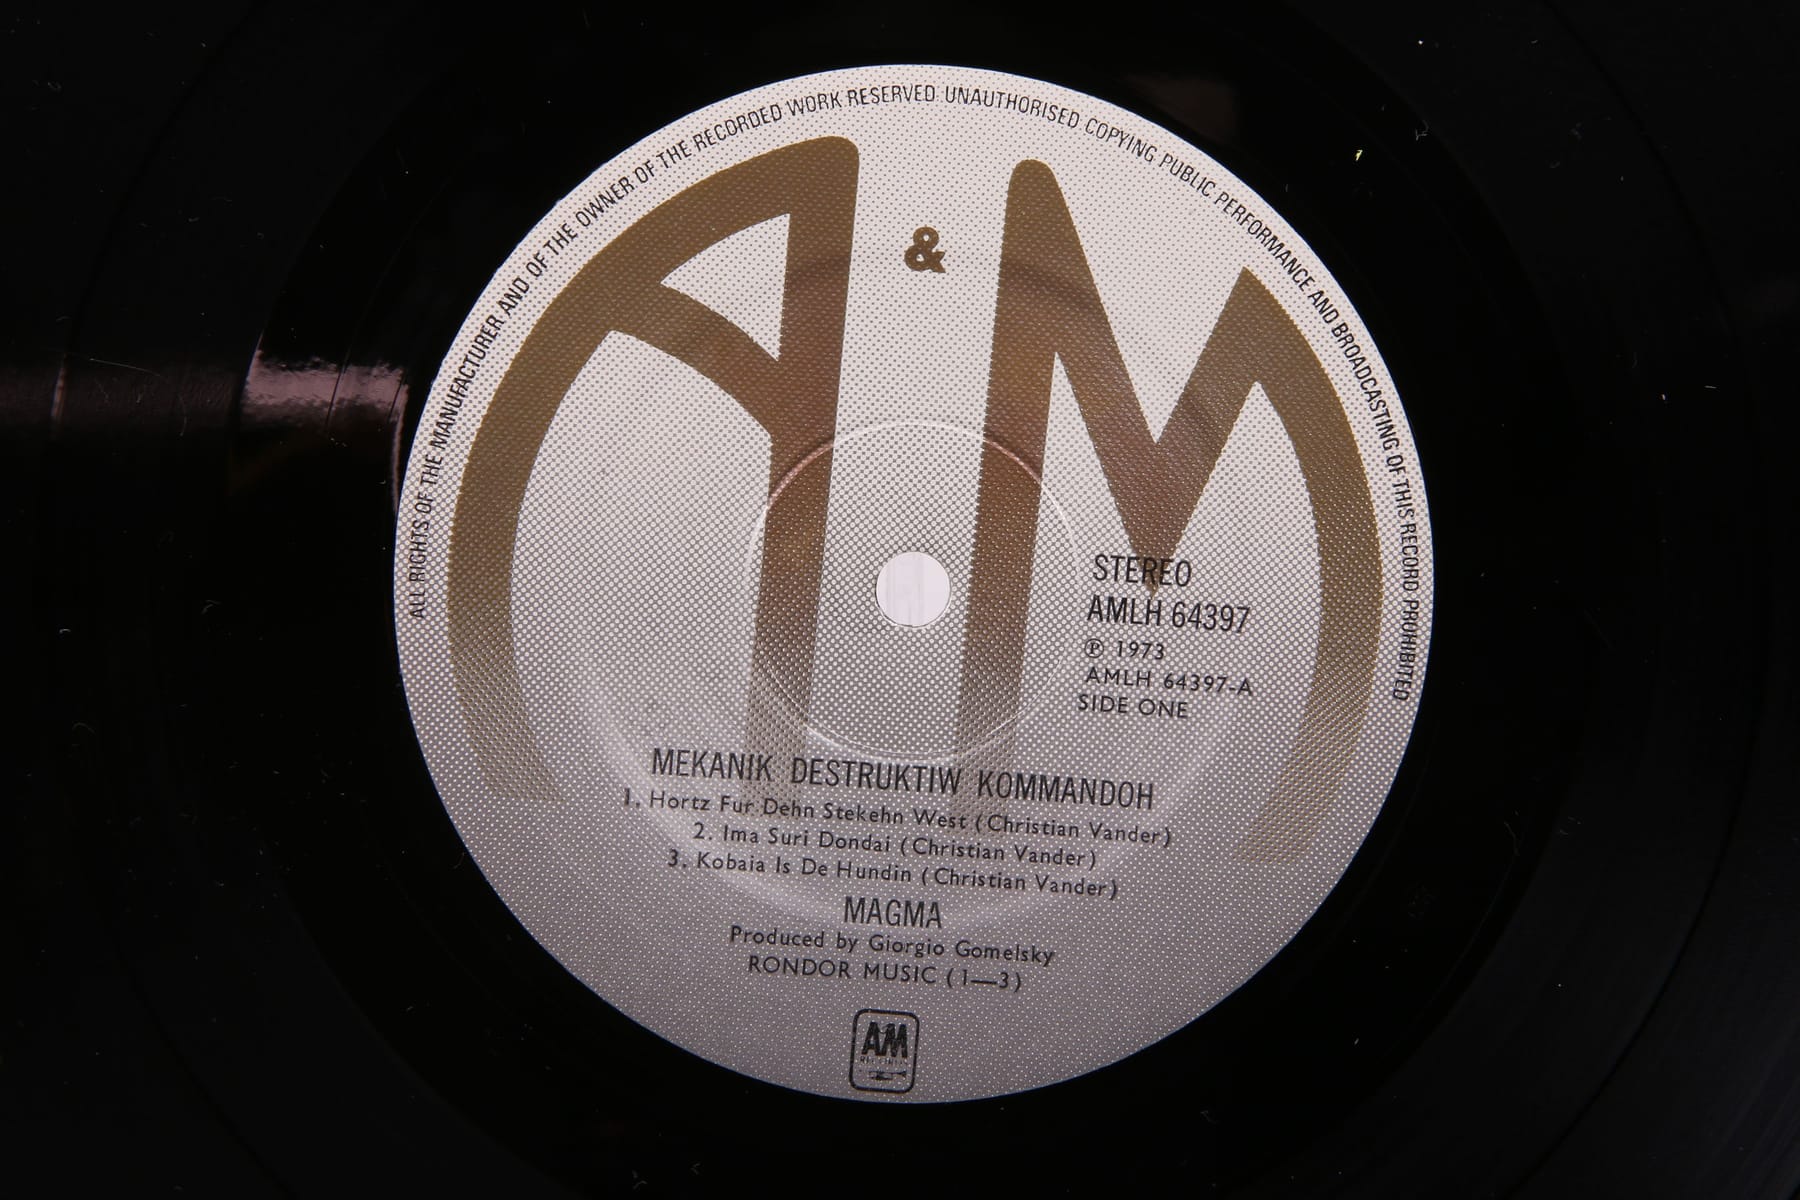 ALL RIGHTS OF THE MANUFACTURER AND OF THE OWNER OF THE RECORDED WORK RESERVED. UNAUTHORISED COPYING PUBLIC PERFORMANCE AND BROADCASTING OF THIS RECORD PROHIBITED
A & M
STEREO
AMLH 64397
℗ 1973
AMLH 64397-A
SIDE ONE
MEKANIK DESTRUKTIW KOMMANDOH
1. Hortz Fur Dehn Stekehn West (Christian Vander)
2. Ima Suri Dondai (Christian Vander)
3. Kobaia Is De Hundin (Christian Vander)
MAGMA
Produced by Giorgio Gomelsky
RONDOR MUSIC (1—3)
AM
RECORDS